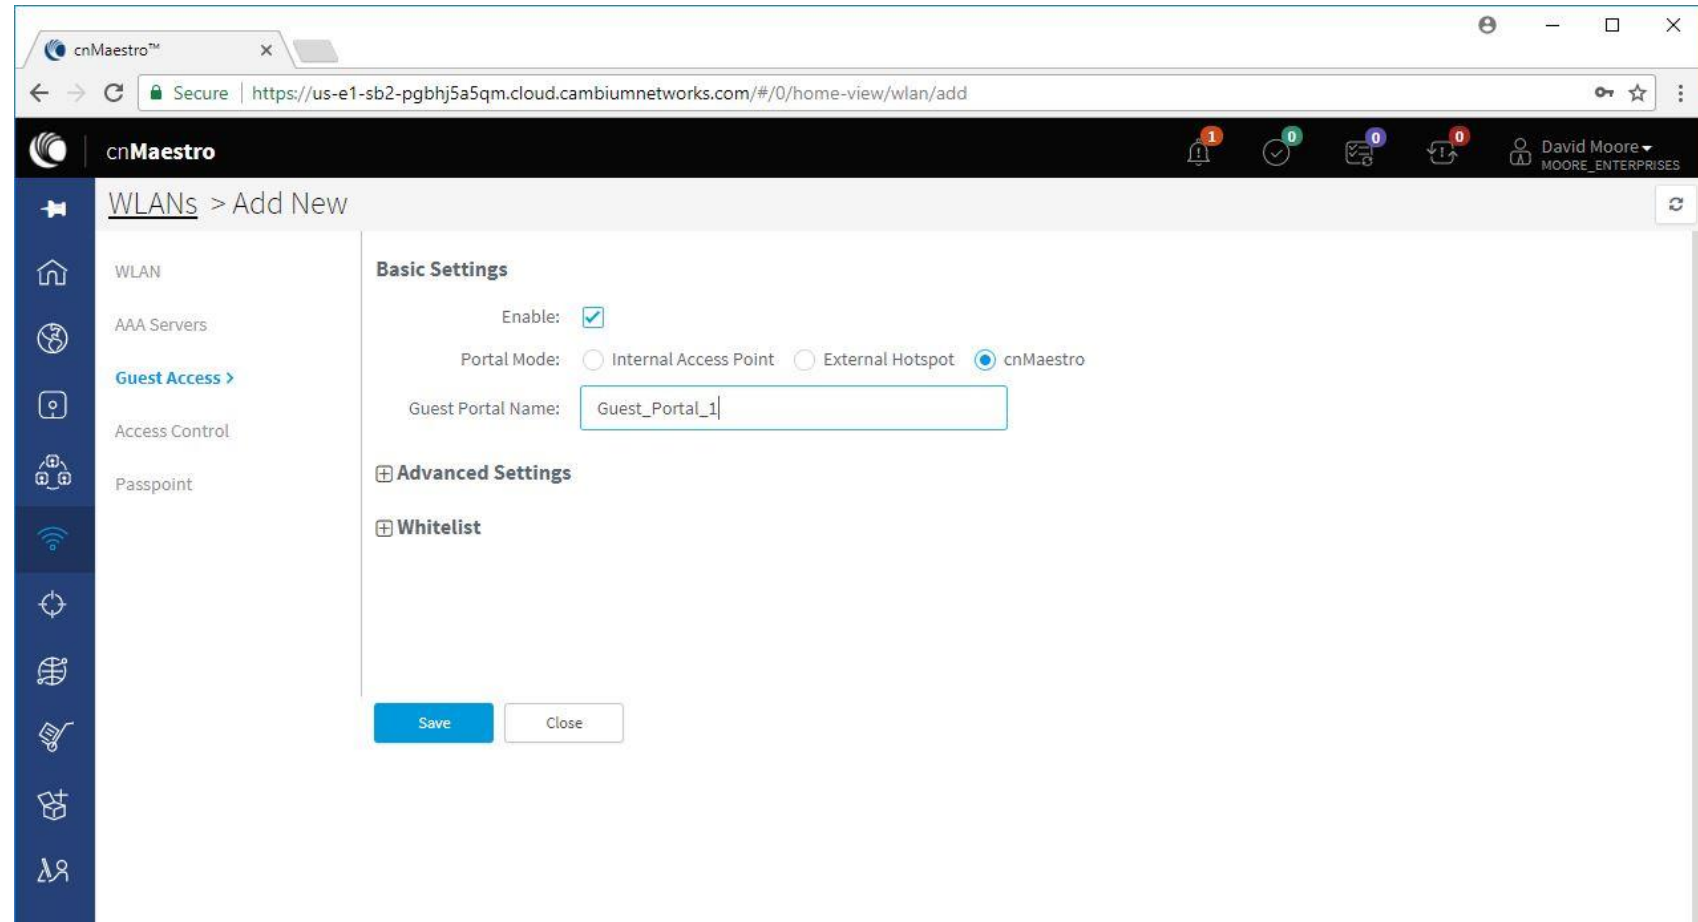 cnMaestro™
Secure https://us-e1-sb2-pgbhj5a5qm.cloud.cambiumnetworks.com/#/0/home-view/wlan/add
cnMaestro 1 0 0 0 David Moore
MOORE_ENTERPRISES
WLANs > Add New
WLAN
AAA Servers
Guest Access >
Access Control
Passpoint
Basic Settings
Enable:
Portal Mode: Internal Access Point External Hotspot cnMaestro
Guest Portal Name: Guest_Portal_1
Advanced Settings
Whitelist
Save Close